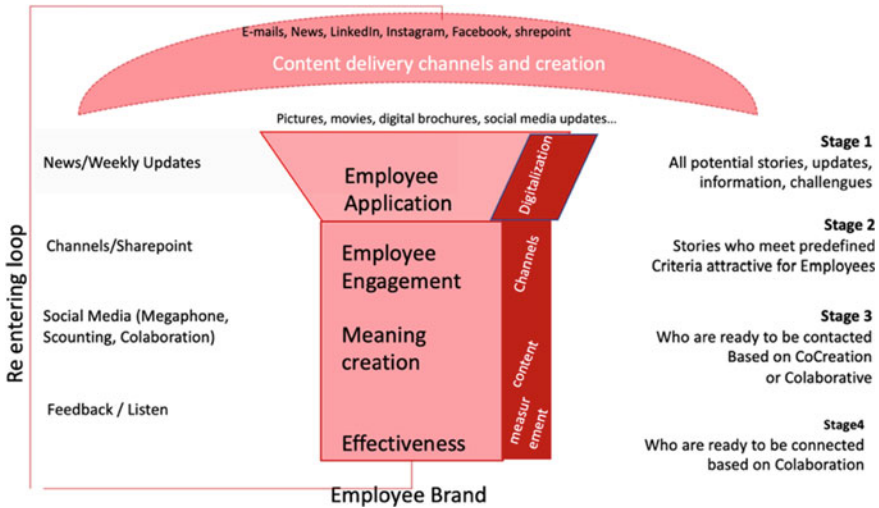 E-mails, News, LinkedIn, Instagram, Facebook, shrepoint
Content delivery channels and creation
Pictures, movies, digital brochures, social media updates...
Re entering loop
News/Weekly Updates
Channels/Sharepoint
Social Media (Megaphone,
Scounting, Colaboration)
Feedback / Listen
Employee
Application
Employee
Engagement
Meaning
creation
Effectiveness
Digitalization
Channels
content
measur
ement
Stage 1
All potential stories, updates,
information, challengues
Stage 2
Stories who meet predefined
Criteria attractive for Employees
Stage 3
Who are ready to be contacted
Based on CoCreation
or Colaborative
Stage4
Who are ready to be connected
based on Colaboration
Employee Brand